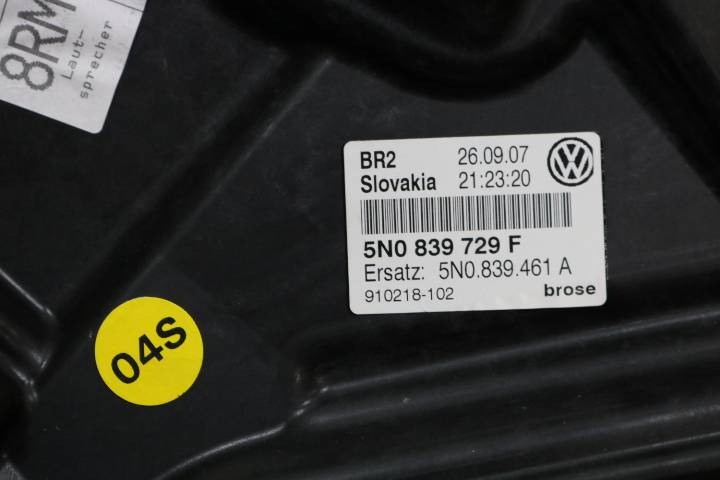 8RM
Laut-
sprecher
BR2 26.09.07
Slovakia 21:23:20
5N0 839 729 F
Ersatz: 5N0.839.461 A
910218-102 brose
04S